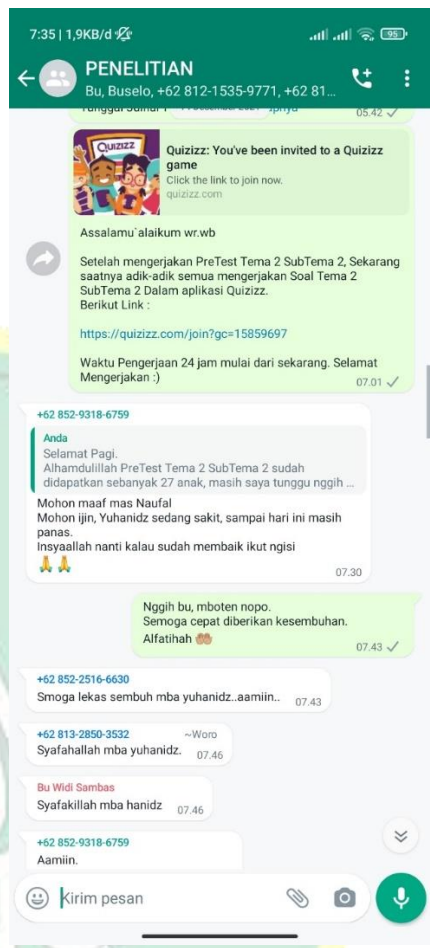 7:35 | 1,9KB/d
95
PENELITIAN
Bu, Buselo, +62 812-1535-9771, +62 81...
05.42
QUIZIZZ
Quizizz: You've been invited to a Quizizz
game
Click the link to join now.
quizizz.com
Assalamu`alaikum wr.wb
Setelah mengerjakan PreTest Tema 2 SubTema 2, Sekarang
saatnya adik-adik semua mengerjakan Soal Tema 2
SubTema 2 Dalam aplikasi Quizizz.
Berikut Link :
https://quizizz.com/join?gc=15859697
Waktu Pengerjaan 24 jam mulai dari sekarang. Selamat
Mengerjakan :)
07.01
+62 852-9318-6759
Anda
Selamat Pagi.
Alhamdulillah PreTest Tema 2 SubTema 2 sudah
didapatkan sebanyak 27 anak, masih saya tunggu nggih ...
Mohon maaf mas Naufal
Mohon ijin, Yuhanidz sedang sakit, sampai hari ini masih
panas.
Insyaallah nanti kalau sudah membaik ikut ngisi
🙏 🙏
07.30
Nggih bu, mboten nopo.
Semoga cepat diberikan kesembuhan.
Alfatihah 🤲🏼
07.43
+62 852-2516-6630
Smoga lekas sembuh mba yuhanidz..aamiin..
07.43
+62 813-2850-3532 ~Woro
Syafahallah mba yuhanidz.
07.46
Bu Widi Sambas
Syafakillah mba hanidz
07.46
+62 852-9318-6759
Aamiin.
Kirim pesan